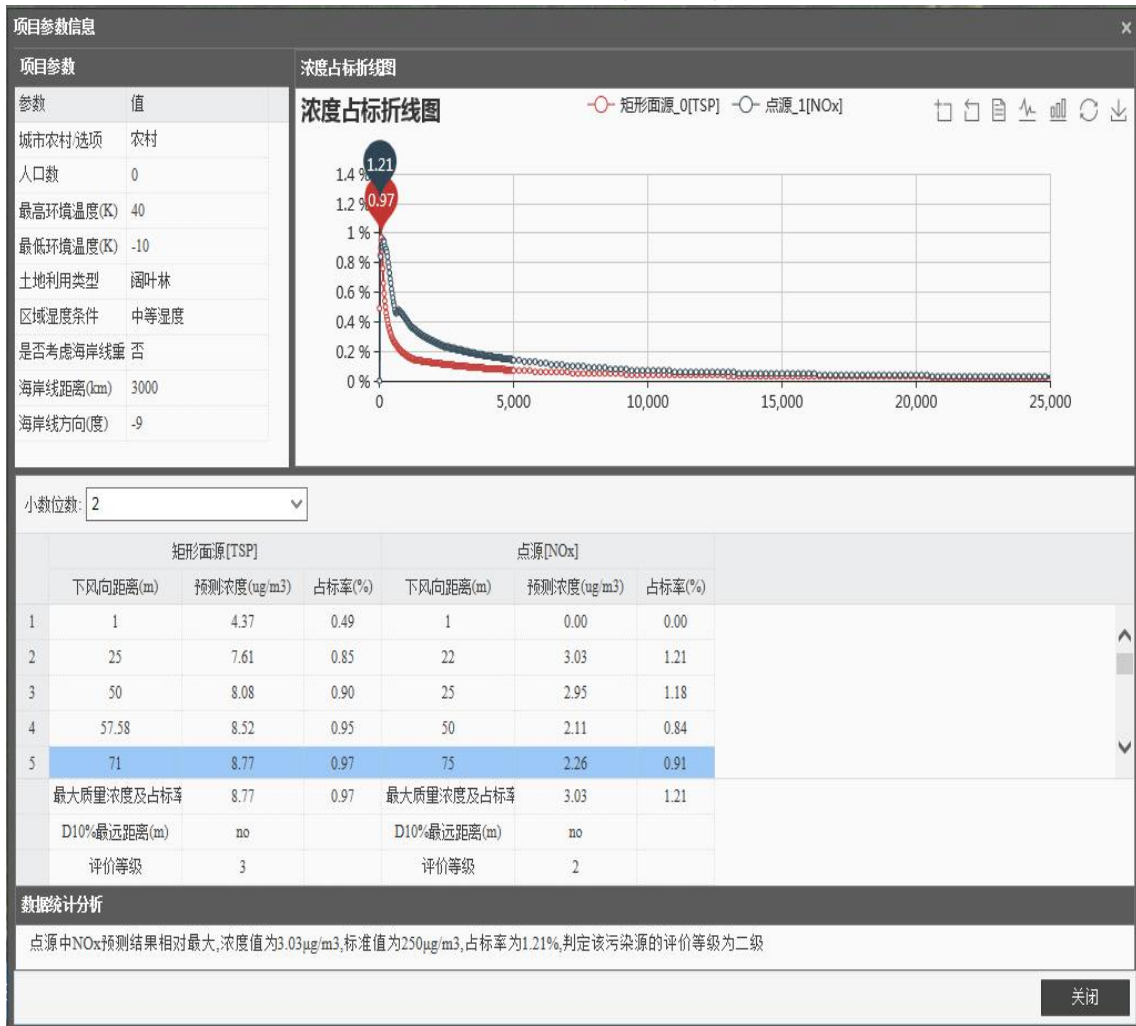 项目参数信息 ×
项目参数
参数 值
城市农村/选项 农村
人口数 0
最高环境温度(K) 40
最低环境温度(K) -10
土地利用类型 阔叶林
区域湿度条件 中等湿度
是否考虑海岸线熏 否
海岸线距离(km) 3000
海岸线方向(度) -9
浓度占标折线图
浓度占标折线图
矩形面源_0[TSP] 点源_1[NOx]
1.21
0.97
1.4 %
1.2 %
1 %
0.8 %
0.6 %
0.4 %
0.2 %
0 %
0 5,000 10,000 15,000 20,000 25,000
小数位数: 2
矩形面源[TSP] 点源[NOx]
下风向距离(m) 预测浓度(ug/m3) 占标率(%) 下风向距离(m) 预测浓度(ug/m3) 占标率(%)
1 1 4.37 0.49 1 0.00 0.00
2 25 7.61 0.85 22 3.03 1.21
3 50 8.08 0.90 25 2.95 1.18
4 57.58 8.52 0.95 50 2.11 0.84
5 71 8.77 0.97 75 2.26 0.91
最大质量浓度及占标率 8.77 0.97 最大质量浓度及占标率 3.03 1.21
D10%最远距离(m) no D10%最远距离(m) no
评价等级 3 评价等级 2
数据统计分析
点源中NOx预测结果相对最大,浓度值为3.03μg/m3,标准值为250μg/m3,占标率为1.21%,判定该污染源的评价等级为二级
关闭